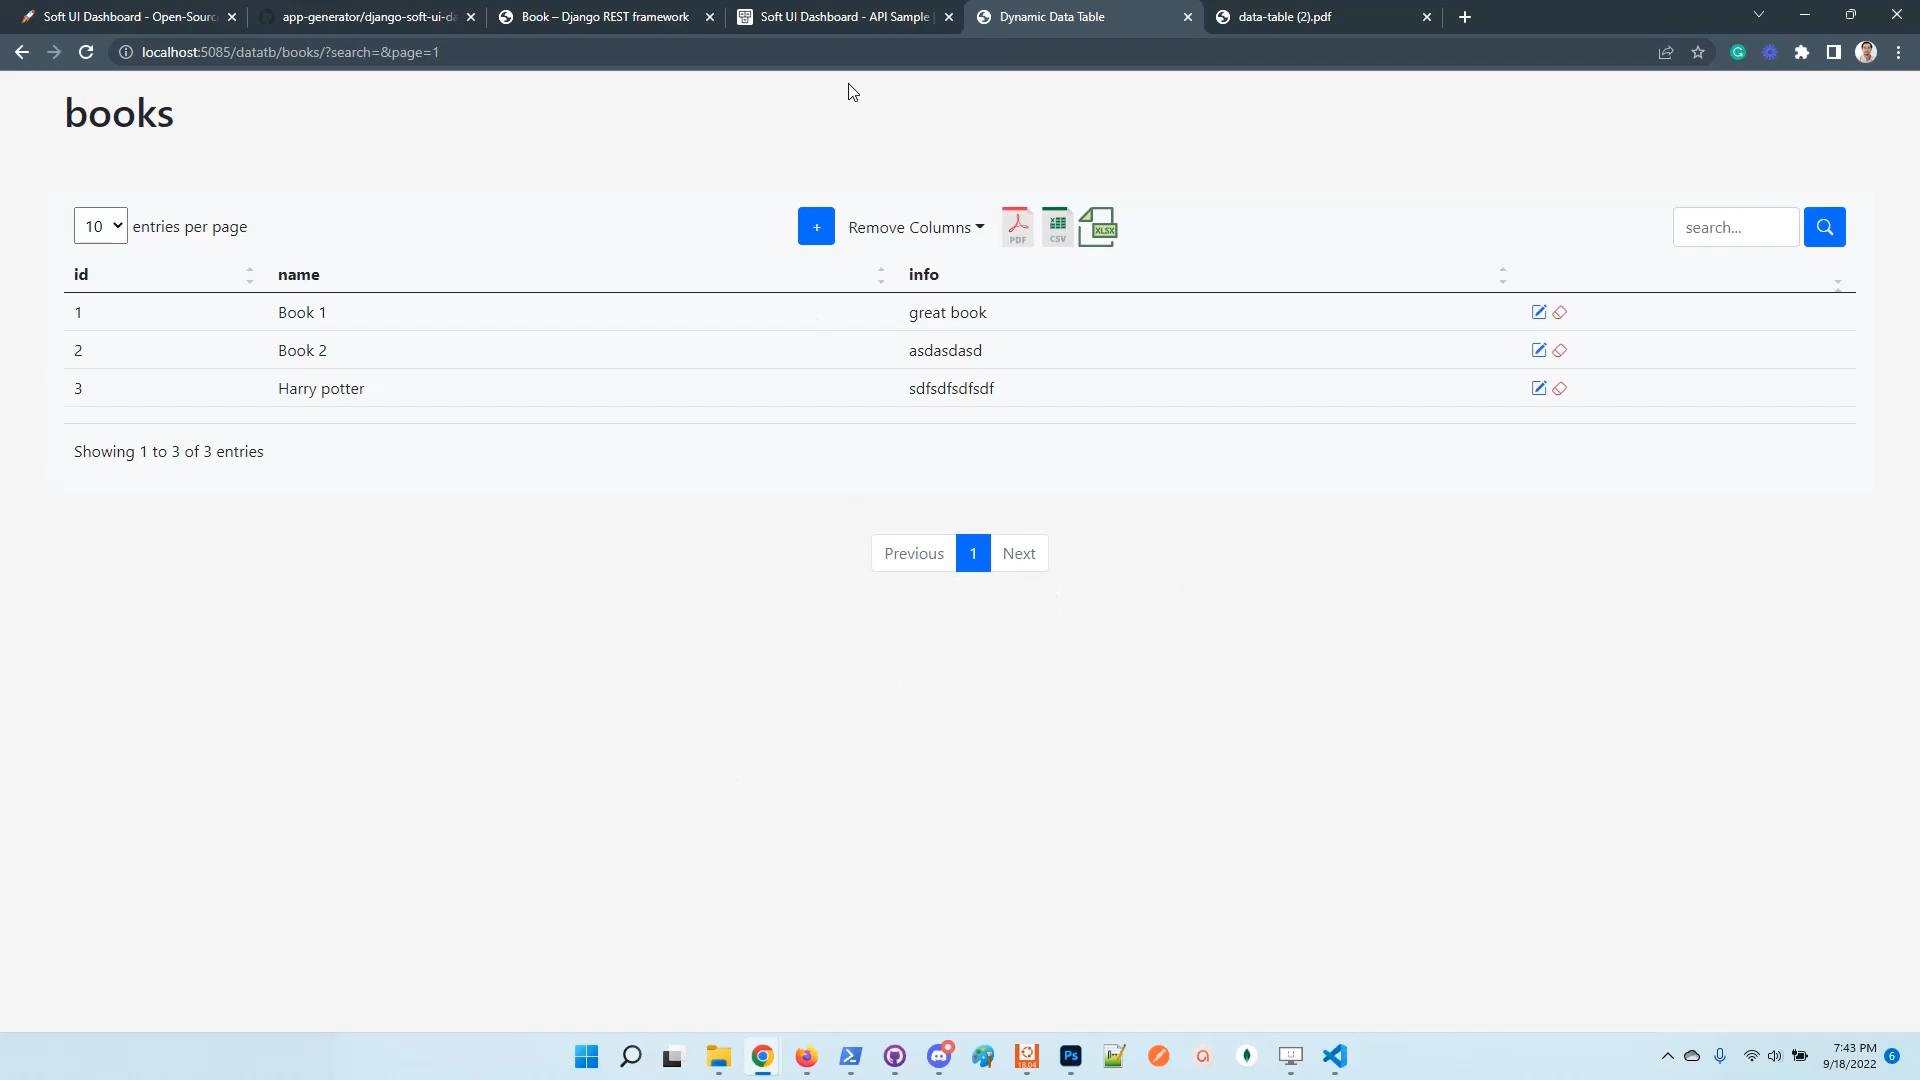 Soft UI Dashboard - Open-Sourc
app-generator/django-soft-ui-da
Book – Django REST framework
Soft UI Dashboard - API Sample
Dynamic Data Table
data-table (2).pdf
localhost:5085/datatb/books/?search=&page=1
books
10 entries per page
+
Remove Columns
PDF
CSV
XLSX
search...
id name info
1 Book 1 great book
2 Book 2 asdasdasd
3 Harry potter sdfsdfsdfsdf
Showing 1 to 3 of 3 entries
Previous 1 Next
18.04
Ps
7:43 PM
9/18/2022
6